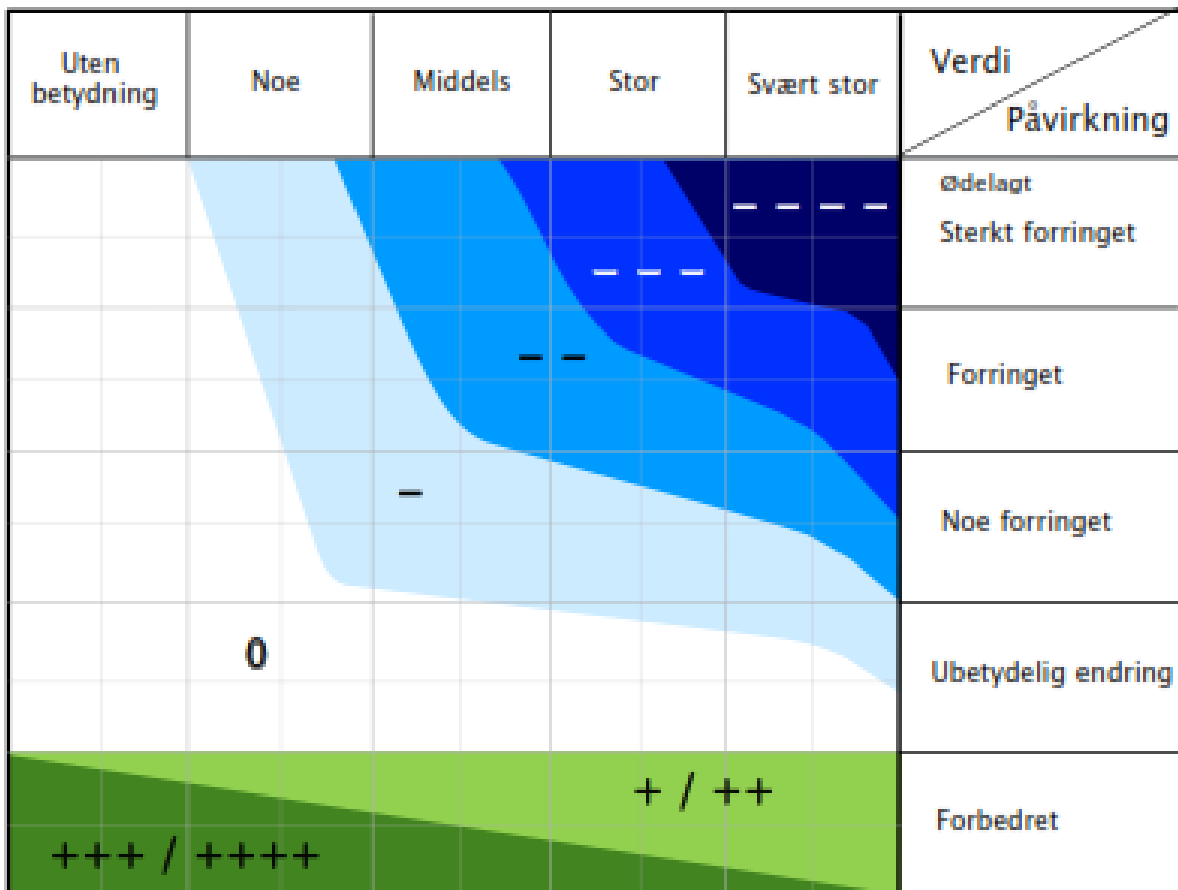 Uten
betydning
Noe
Middels
Stor
Svært stor
Verdi
Påvirkning
Ødelagt
– – – –
Sterkt forringet
– – –
– –
Forringet
–
Noe forringet
0
Ubetydelig endring
+ / ++
Forbedret
+++ / ++++